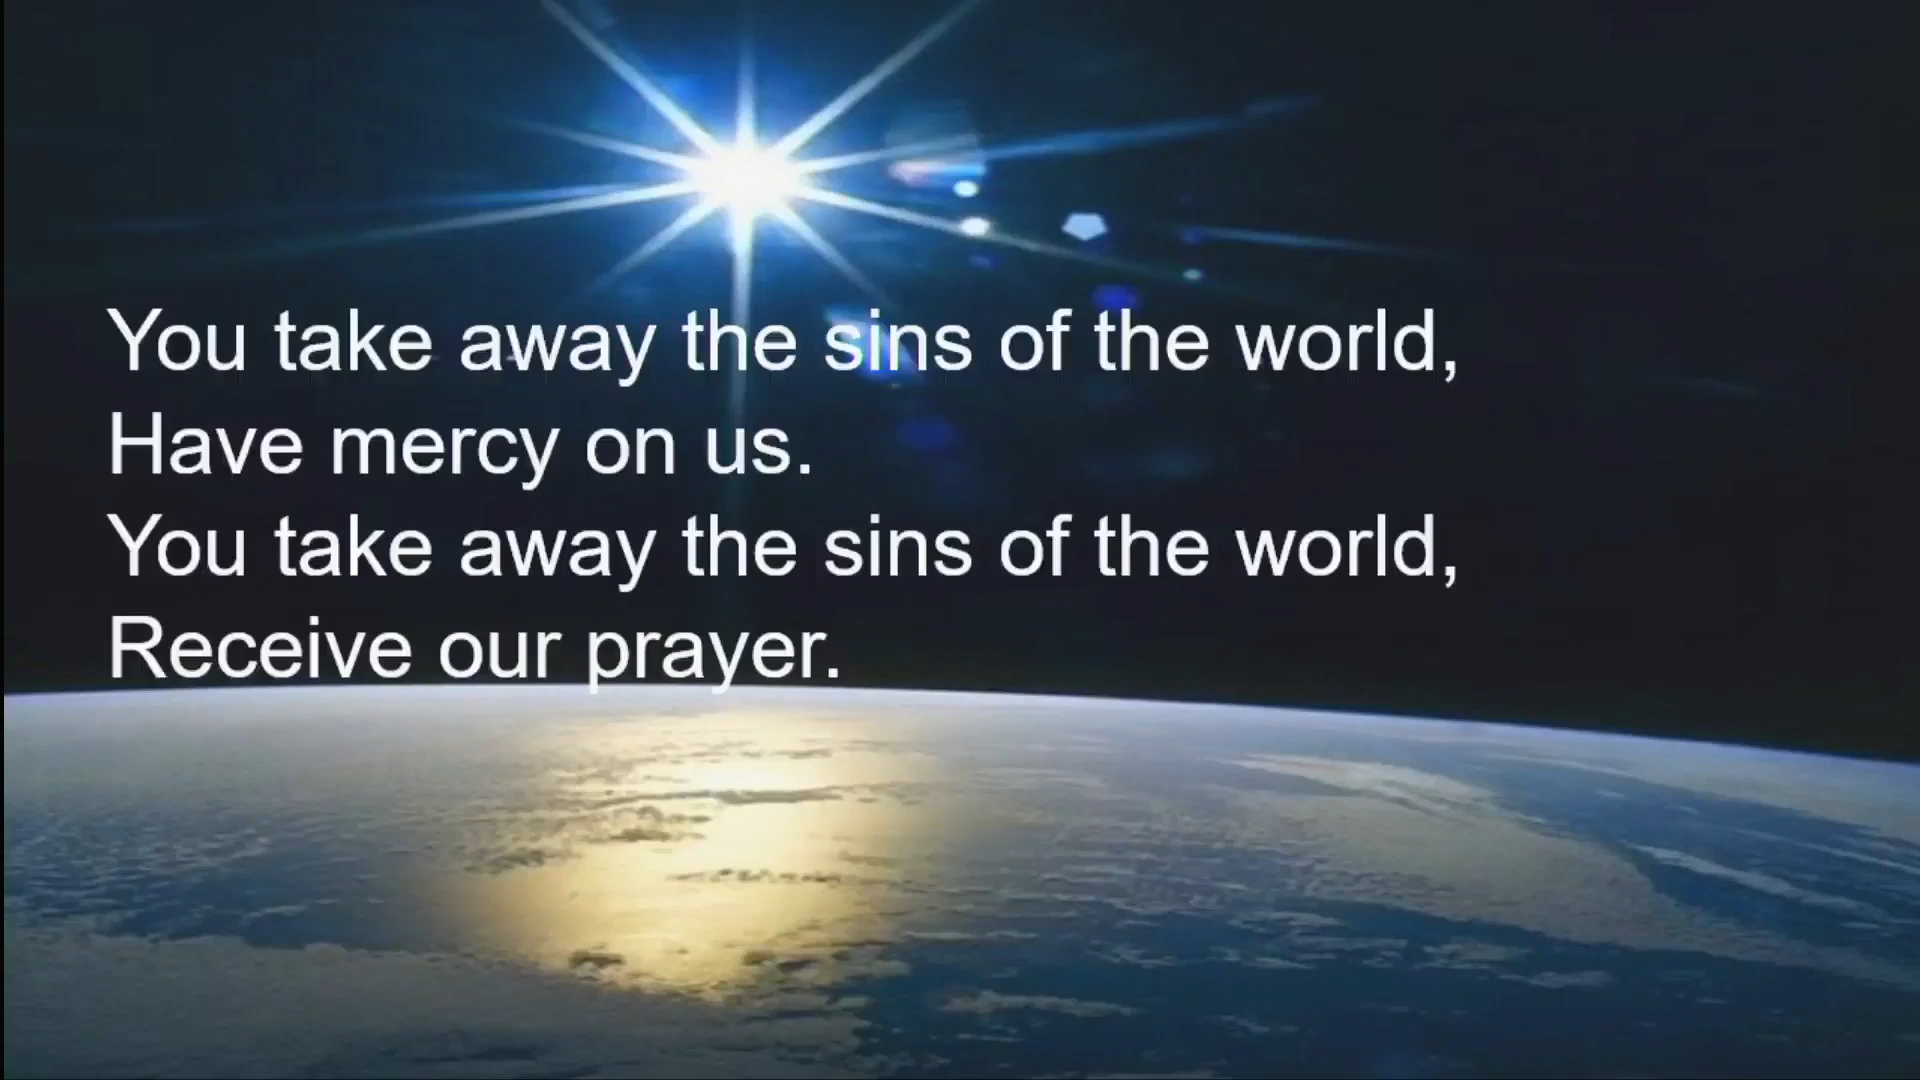 You take away the sins of the world,
Have mercy on us.
You take away the sins of the world,
Receive our prayer.